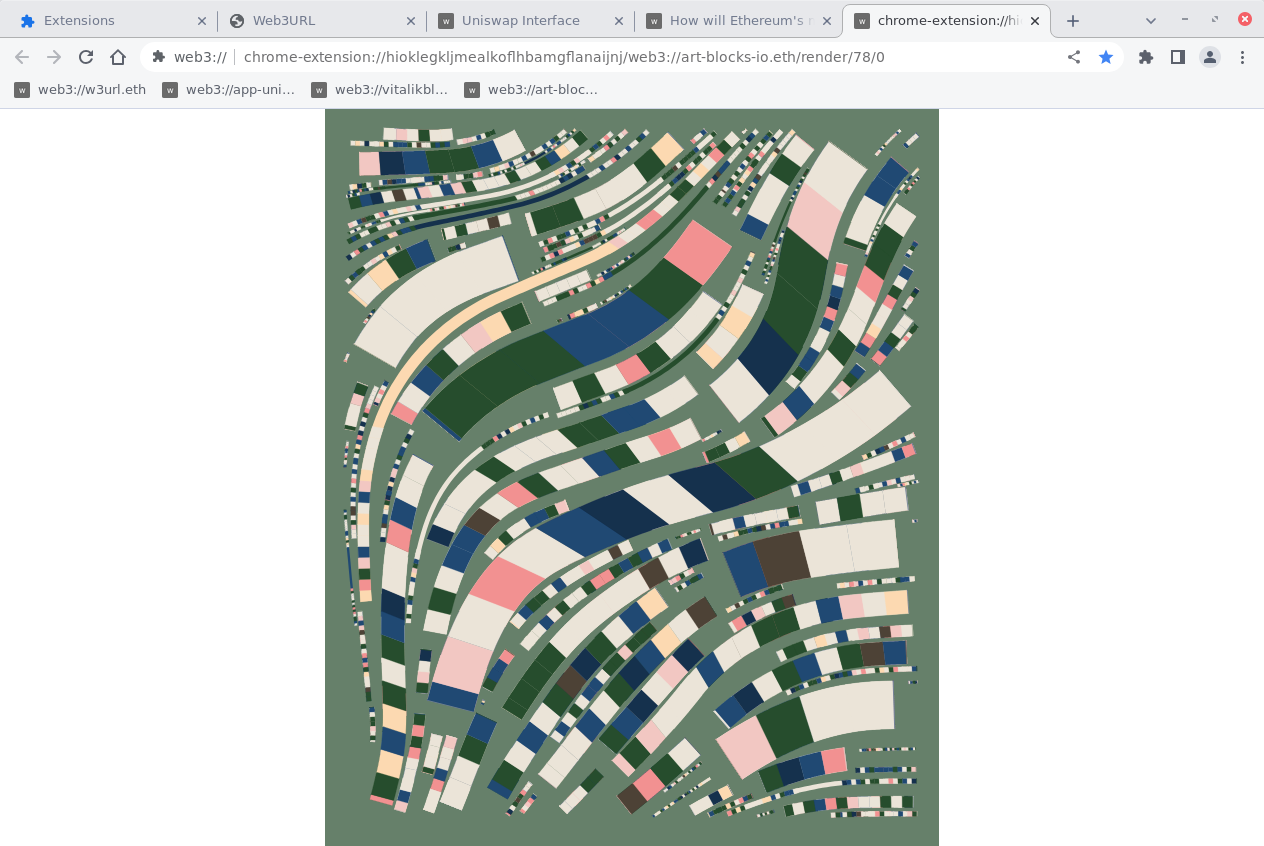 Extensions Web3URL w Uniswap Interface w How will Ethereum's w chrome-extension://hi
web3:// chrome-extension://hioklegkljmealkoflhbamgflanaijnj/web3://art-blocks-io.eth/render/78/0
w web3://w3url.eth w web3://app-uni... w web3://vitalikbl... w web3://art-bloc...